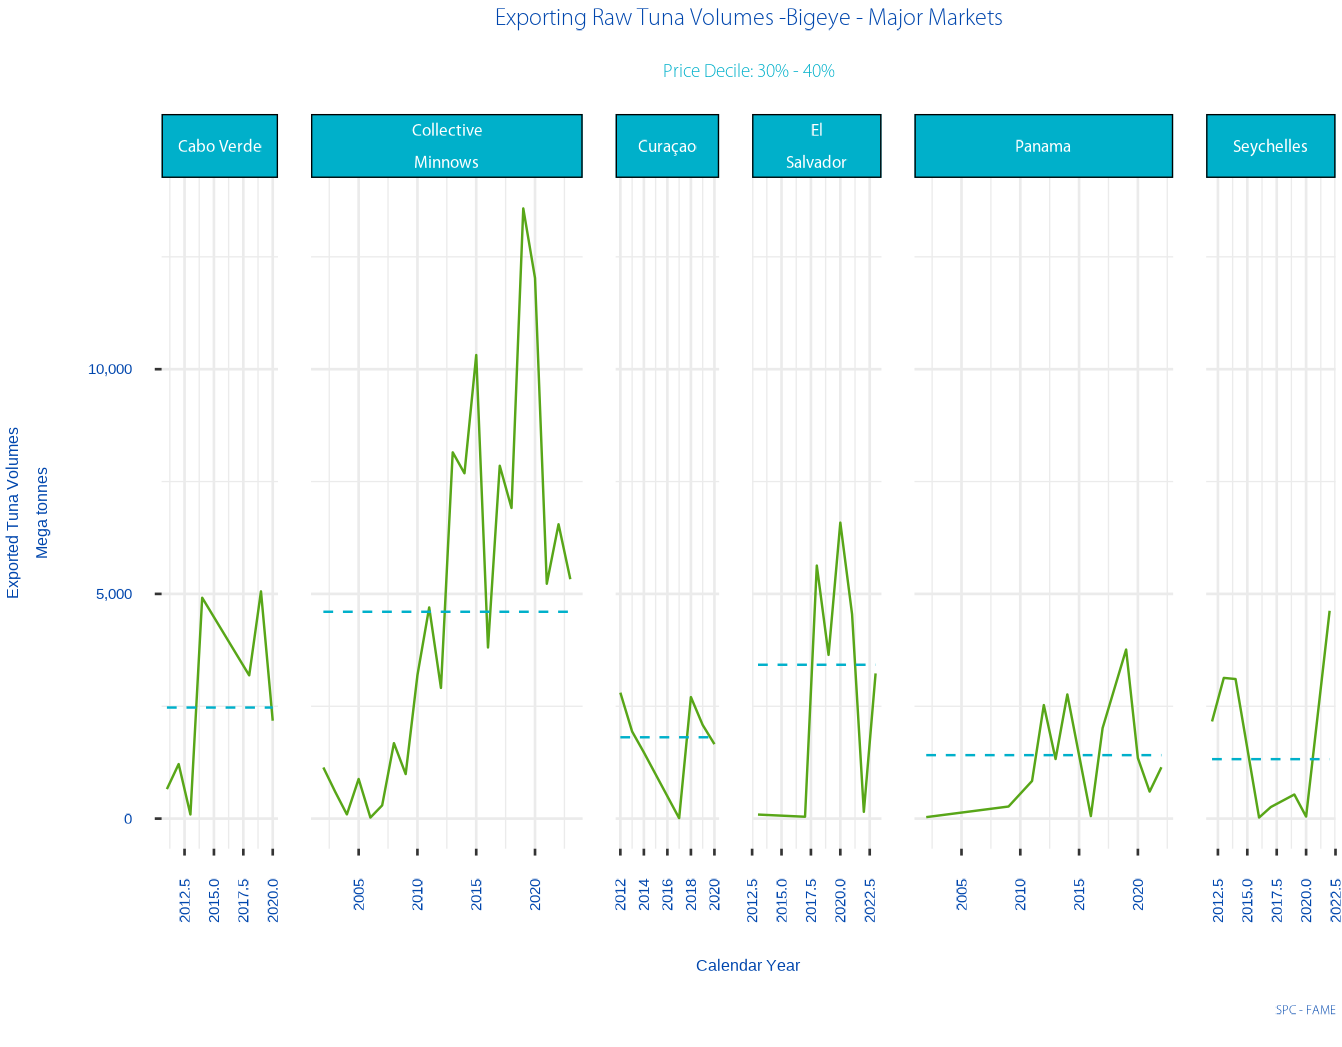 Exporting Raw Tuna Volumes -Bigeye - Major Markets
Price Decile: 30% - 40%
Cabo Verde
Collective
Minnows
Curaçao
El
Salvador
Panama
Seychelles
Exported Tuna Volumes
Mega tonnes
10,000
5,000
0
2012.5
2015.0
2017.5
2020.0
2005
2010
2015
2020
2012
2014
2016
2018
2020
2012.5
2015.0
2017.5
2020.0
2022.5
2005
2010
2015
2020
2012.5
2015.0
2017.5
2020.0
2022.5
Calendar Year
SPC - FAME